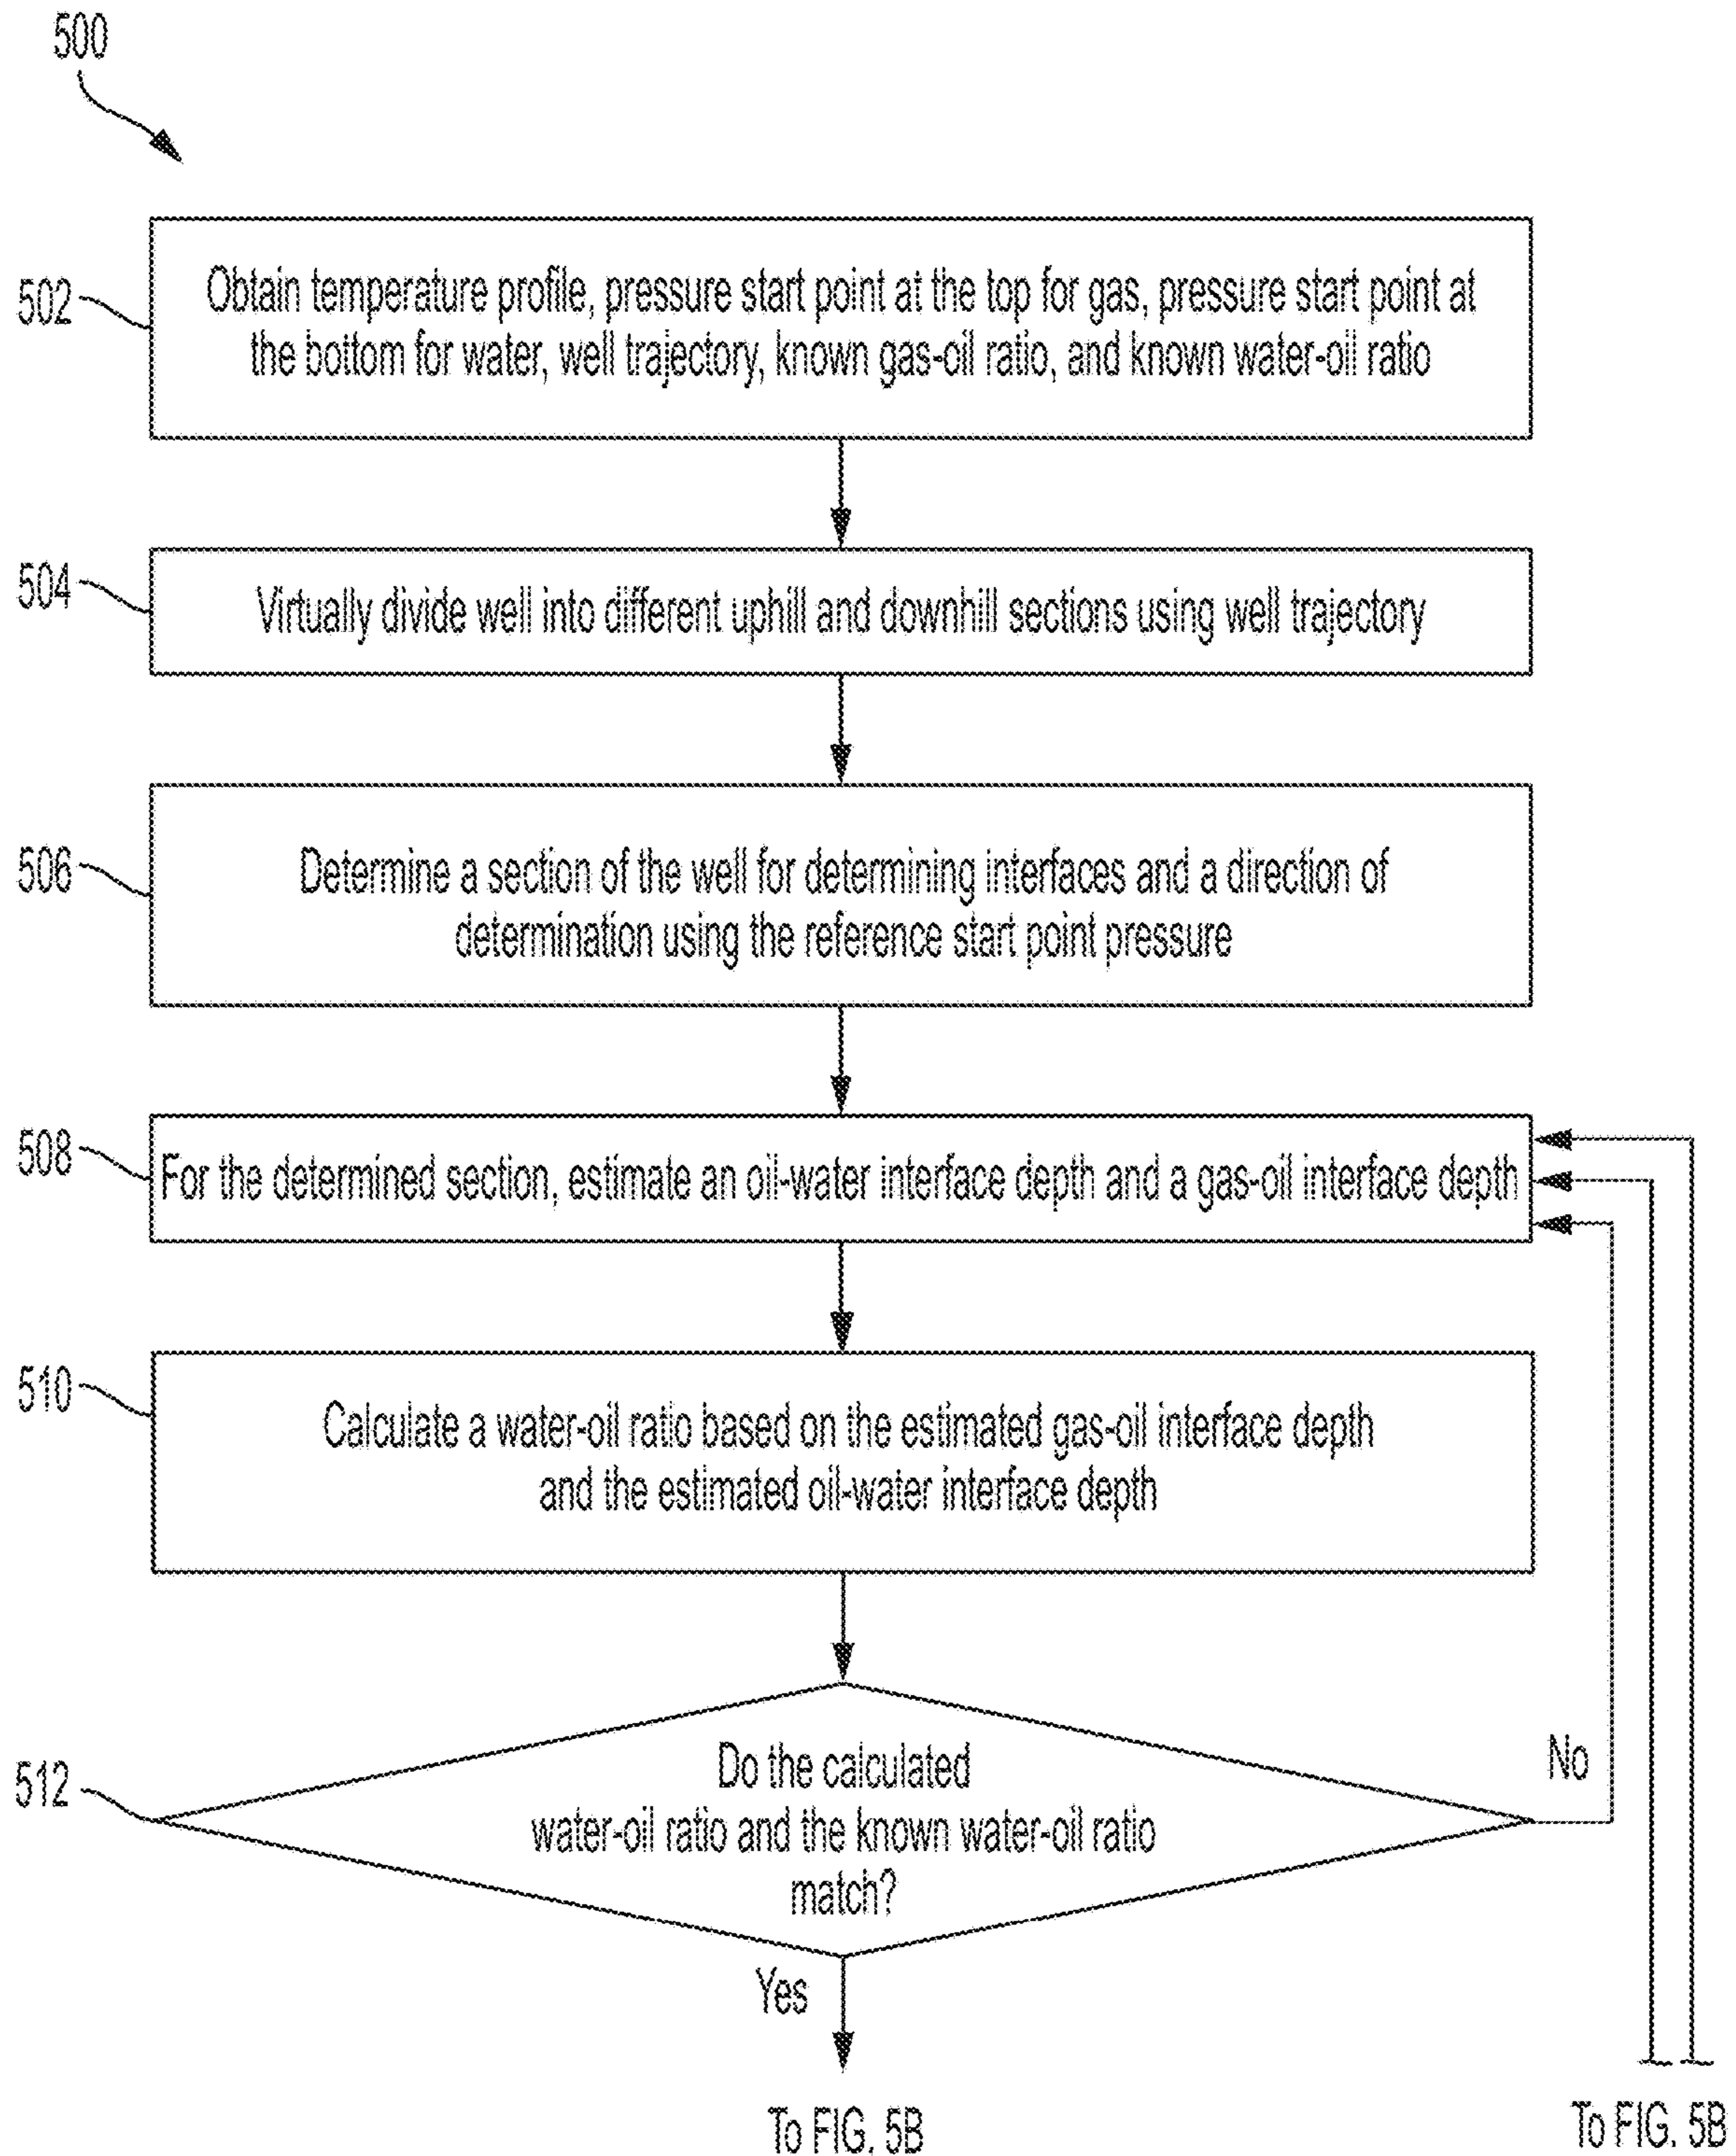 500
502
Obtain temperature profile, pressure start point at the top for gas, pressure start point at
the bottom for water, well trajectory, known gas-oil ratio, and known water-oil ratio
504
Virtually divide well into different uphill and downhill sections using well trajectory
506
Determine a section of the well for determining interfaces and a direction of
determination using the reference start point pressure
508
For the determined section, estimate an oil-water interface depth and a gas-oil interface depth
510
Calculate a water-oil ratio based on the estimated gas-oil interface depth
and the estimated oil-water interface depth
512
Do the calculated
water-oil ratio and the known water-oil ratio
match?
No
Yes
To FIG. 5B
To FIG. 5B